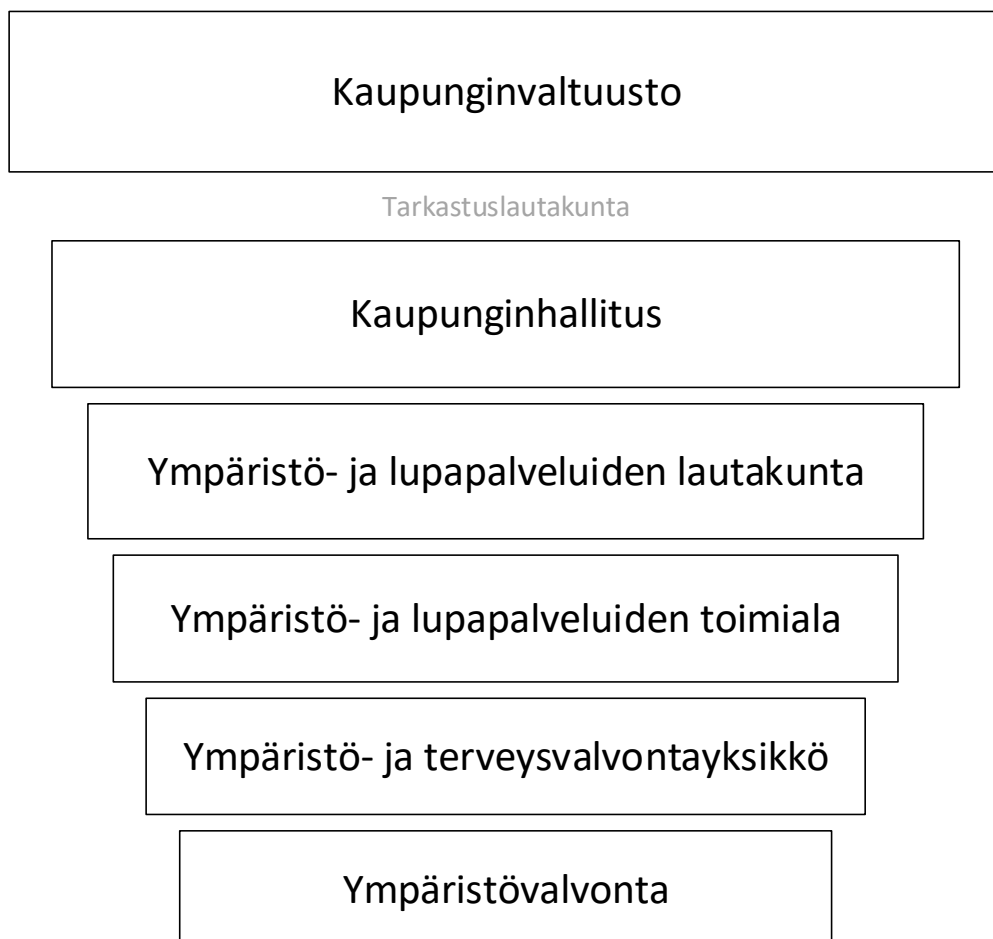 Kaupunginvaltuusto
Tarkastuslautakunta
Kaupunginhallitus
Ympäristö- ja lupapalveluiden lautakunta
Ympäristö- ja lupapalveluiden toimiala
Ympäristö- ja terveysvalvontayksikkö
Ympäristövalvonta